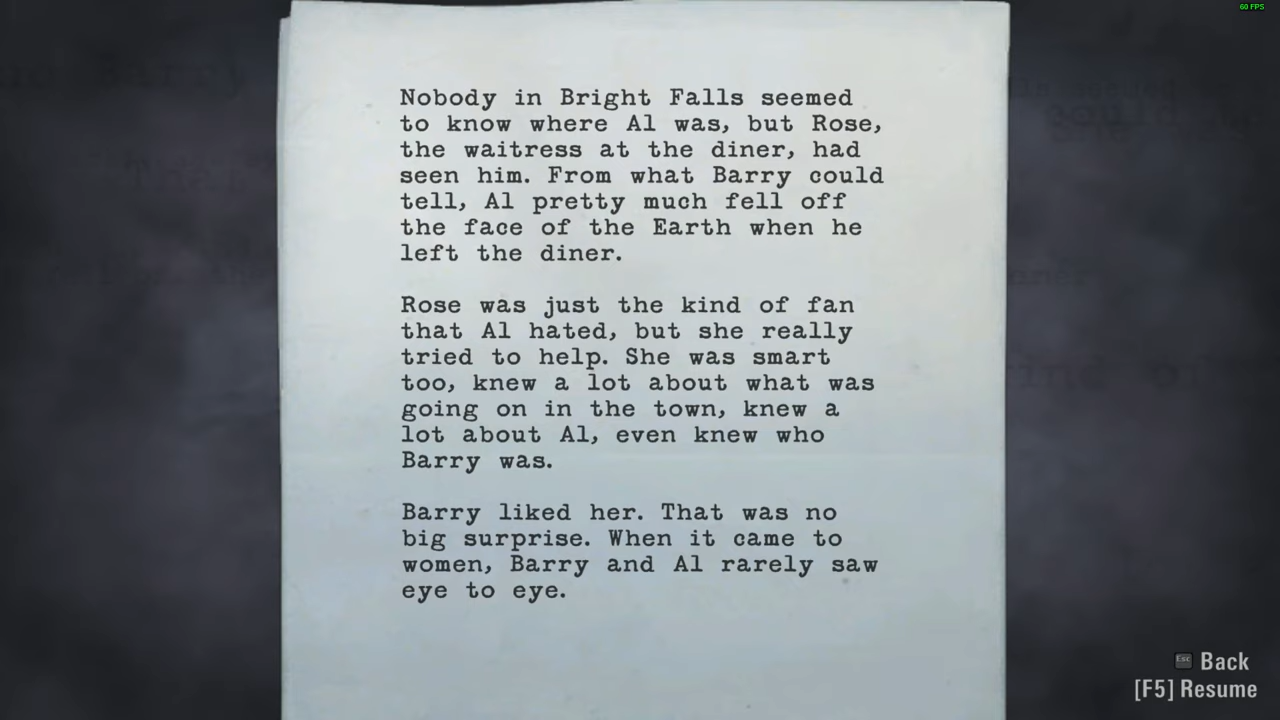 60 FPS
Nobody in Bright Falls seemed
to know where Al was, but Rose,
the waitress at the diner, had
seen him. From what Barry could
tell, Al pretty much fell off
the face of the Earth when he
left the diner.
Rose was just the kind of fan
that Al hated, but she really
tried to help. She was smart
too, knew a lot about what was
going on in the town, knew a
lot about Al, even knew who
Barry was.
Barry liked her. That was no
big surprise. When it came to
women, Barry and Al rarely saw
eye to eye.
Esc Back
[F5] Resume